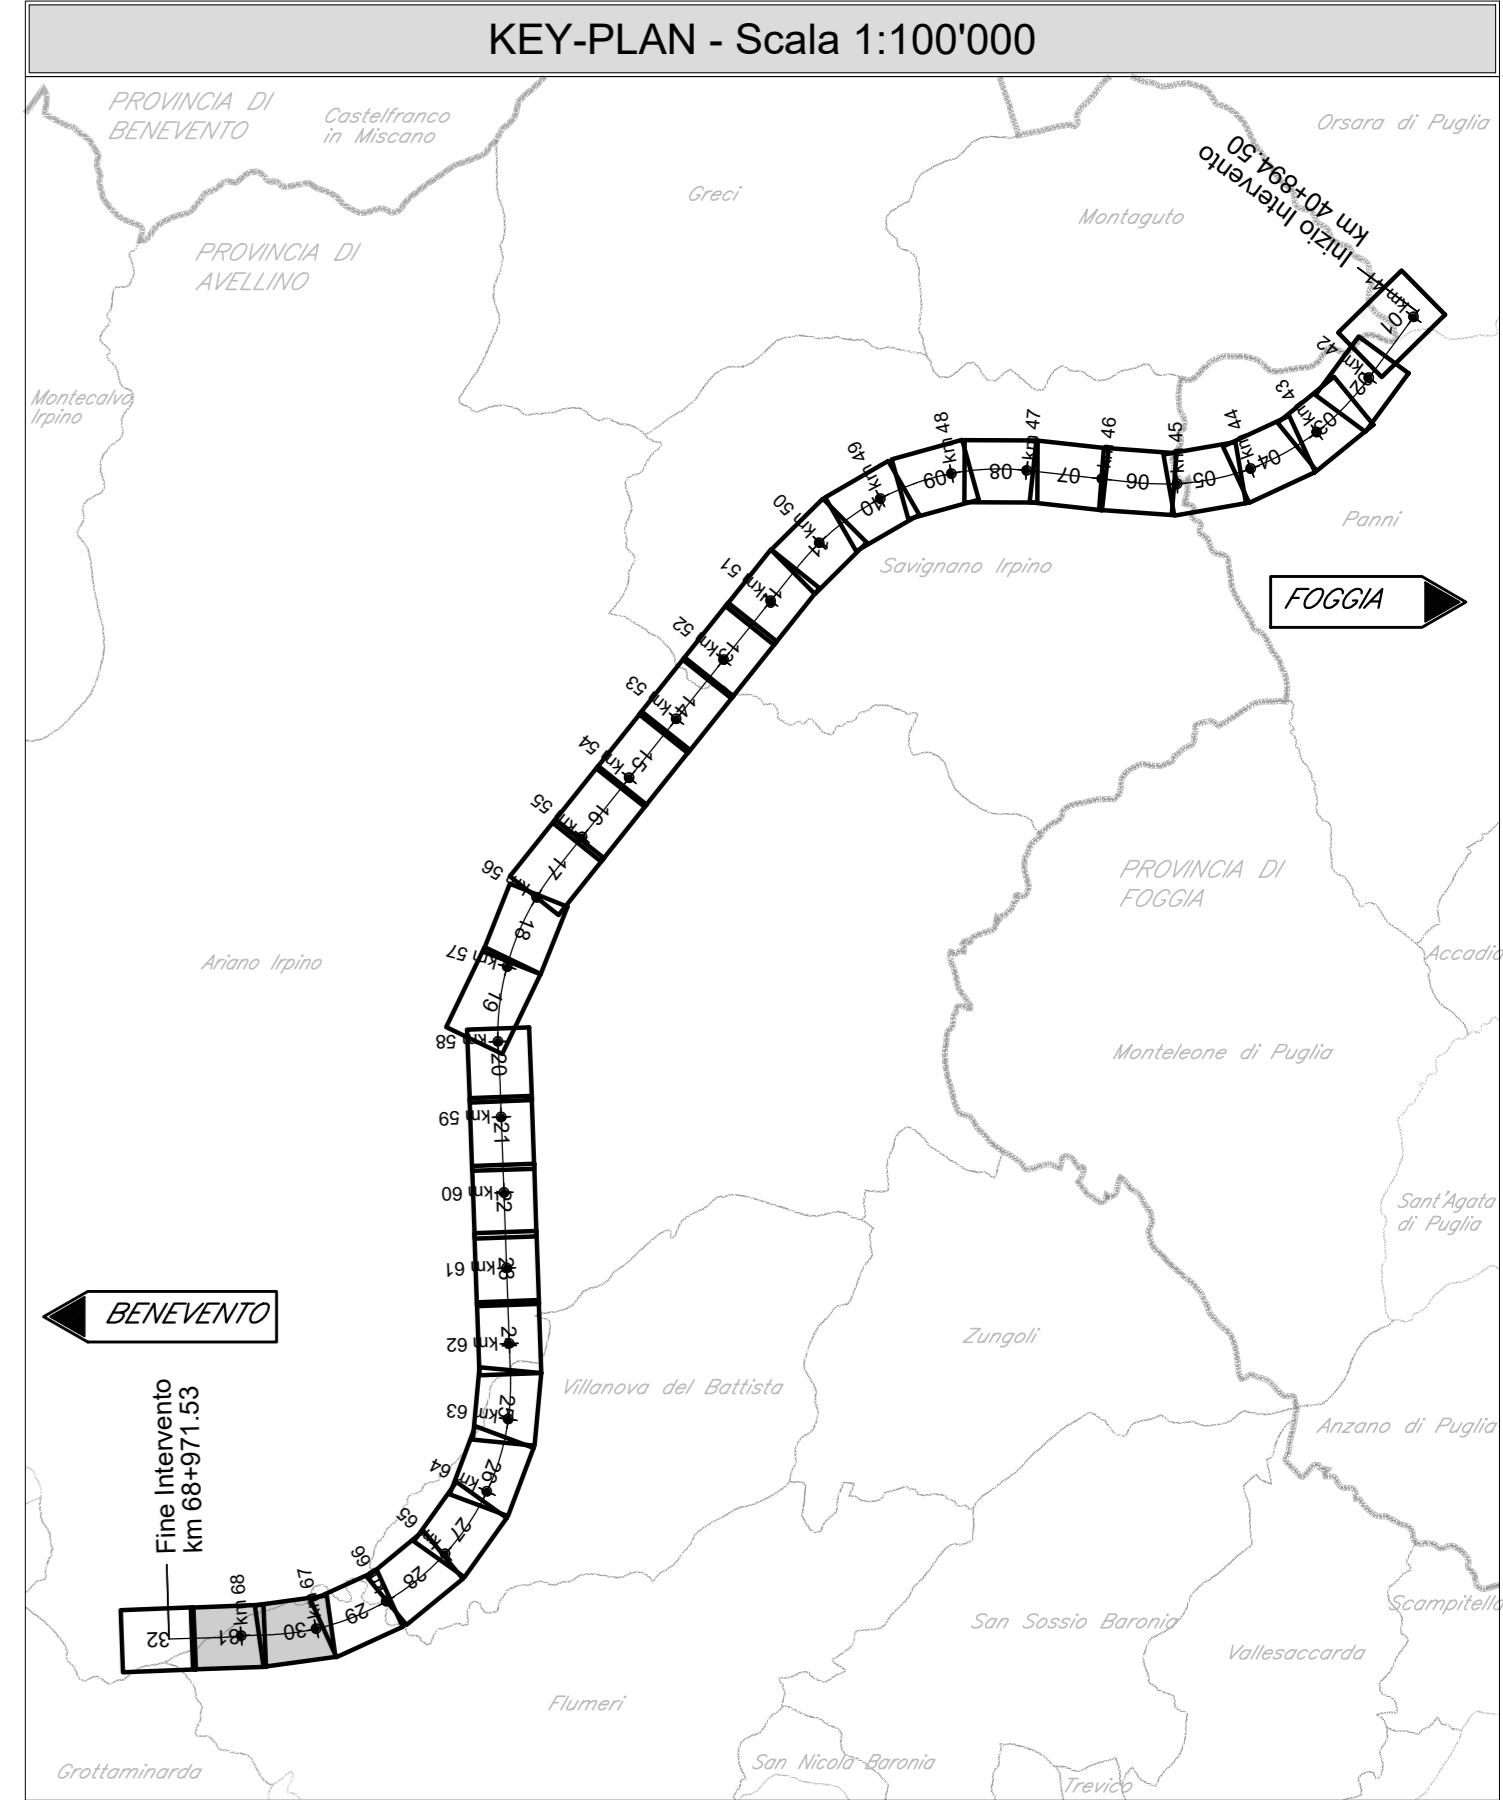 KEY-PLAN - Scala 1:100'000
PROVINCIA DI
BENEVENTO
Castelfranco
in Miscano
Orsara di Puglia
Greci
Montaguto
Inizio Intervento
km 40+894.50
PROVINCIA DI
AVELLINO
Montecalvo
Irpino
km 41
01
km 42
02
km 43
03
km 44
04
km 45
05
km 46
06
km 47
07
km 48
08
km 49
09
km 50
10
km 51
11
km 52
12
km 53
13
km 54
14
km 55
15
km 56
16
km 57
17
km 58
18
19
Savignano Irpino
Panni
FOGGIA
PROVINCIA DI
FOGGIA
Ariano Irpino
Accadia
Monteleone di Puglia
20
km 59
21
km 60
22
km 61
23
km 62
24
km 63
25
km 64
26
km 65
27
km 66
28
km 67
29
km 68
30
31
32
Sant'Agata
di Puglia
BENEVENTO
Zungoli
Villanova del Battista
Anzano di Puglia
Fine Intervento
km 68+971.53
San Sossio Baronia
Scampitello
Vallesaccarda
Flumeri
Grottaminarda
San Nicola Baronia
Trevico